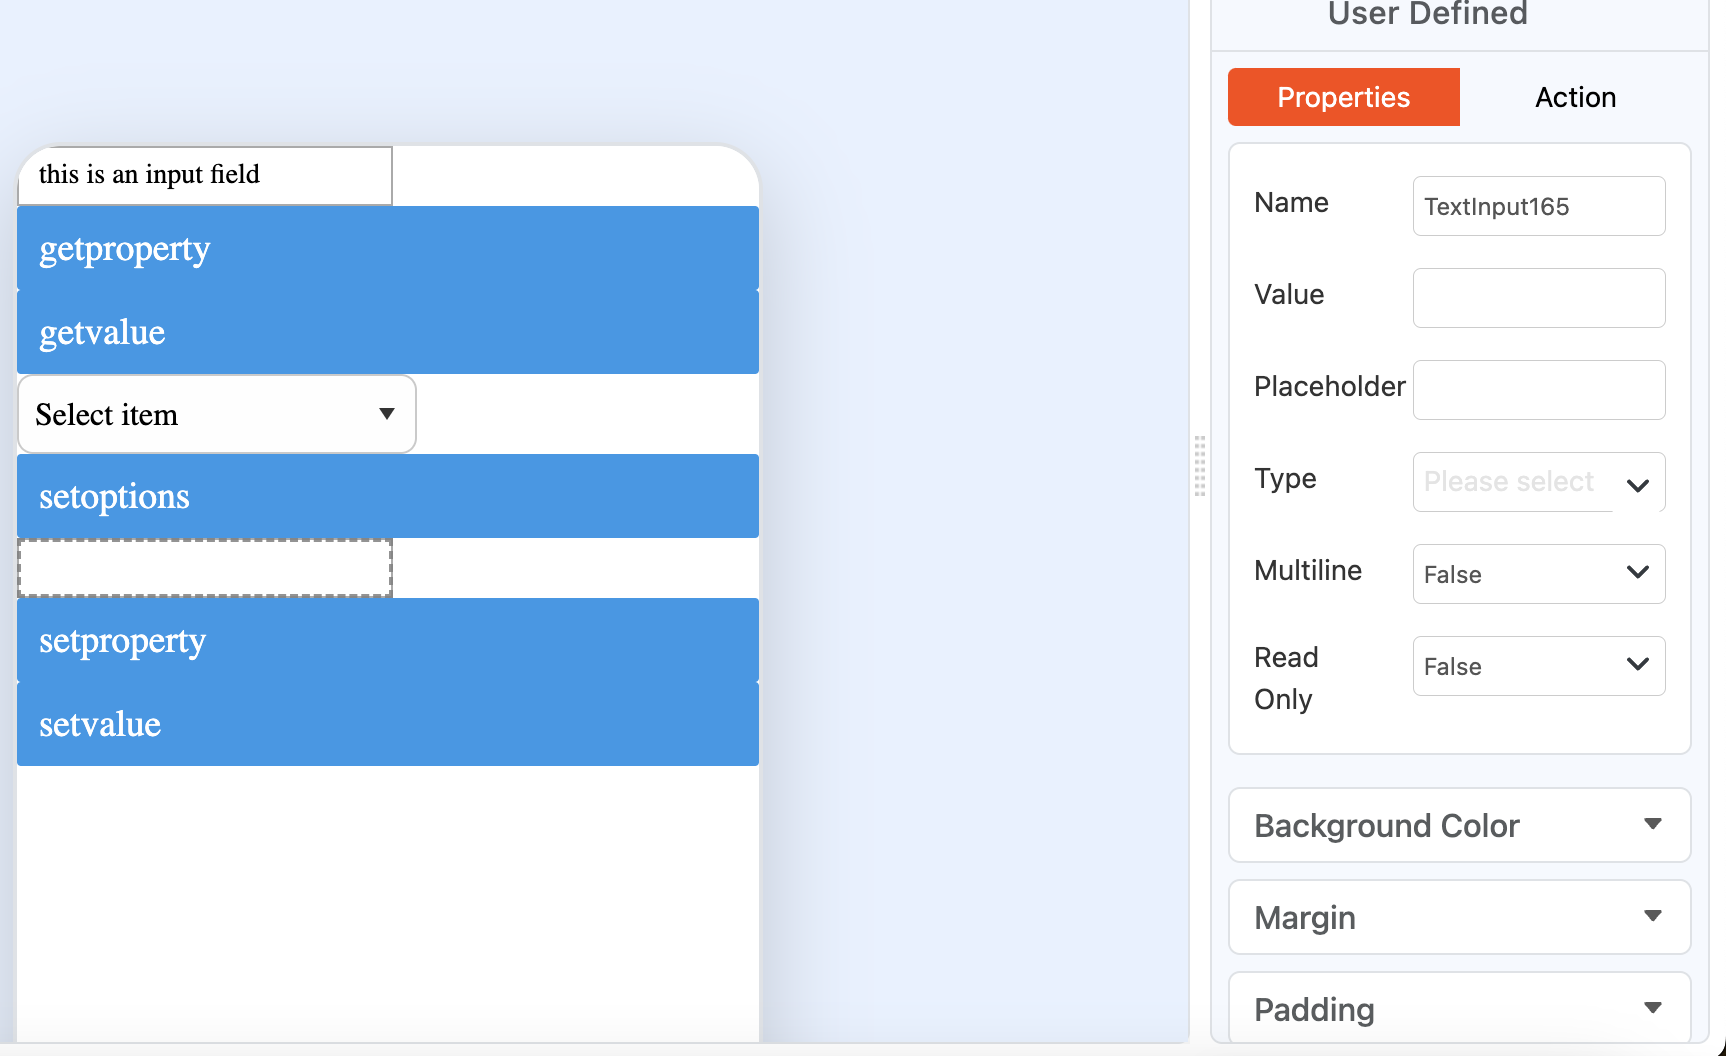 this is an input field
getproperty
getvalue
Select item
setoptions
setproperty
setvalue
User Defined
Properties
Action
Name
TextInput165
Value
Placeholder
Type
Please select
Multiline
False
Read
Only
False
Background Color
Margin
Padding